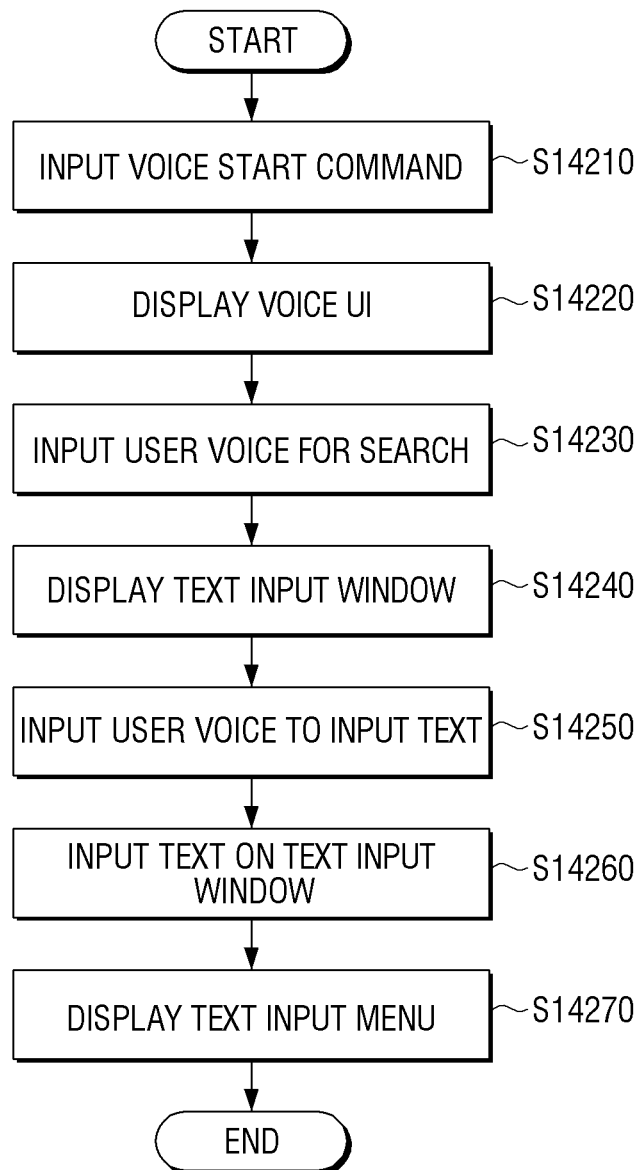 START
INPUT VOICE START COMMAND
S14210
DISPLAY VOICE UI
S14220
INPUT USER VOICE FOR SEARCH
S14230
DISPLAY TEXT INPUT WINDOW
S14240
INPUT USER VOICE TO INPUT TEXT
S14250
INPUT TEXT ON TEXT INPUT
WINDOW
S14260
DISPLAY TEXT INPUT MENU
S14270
END